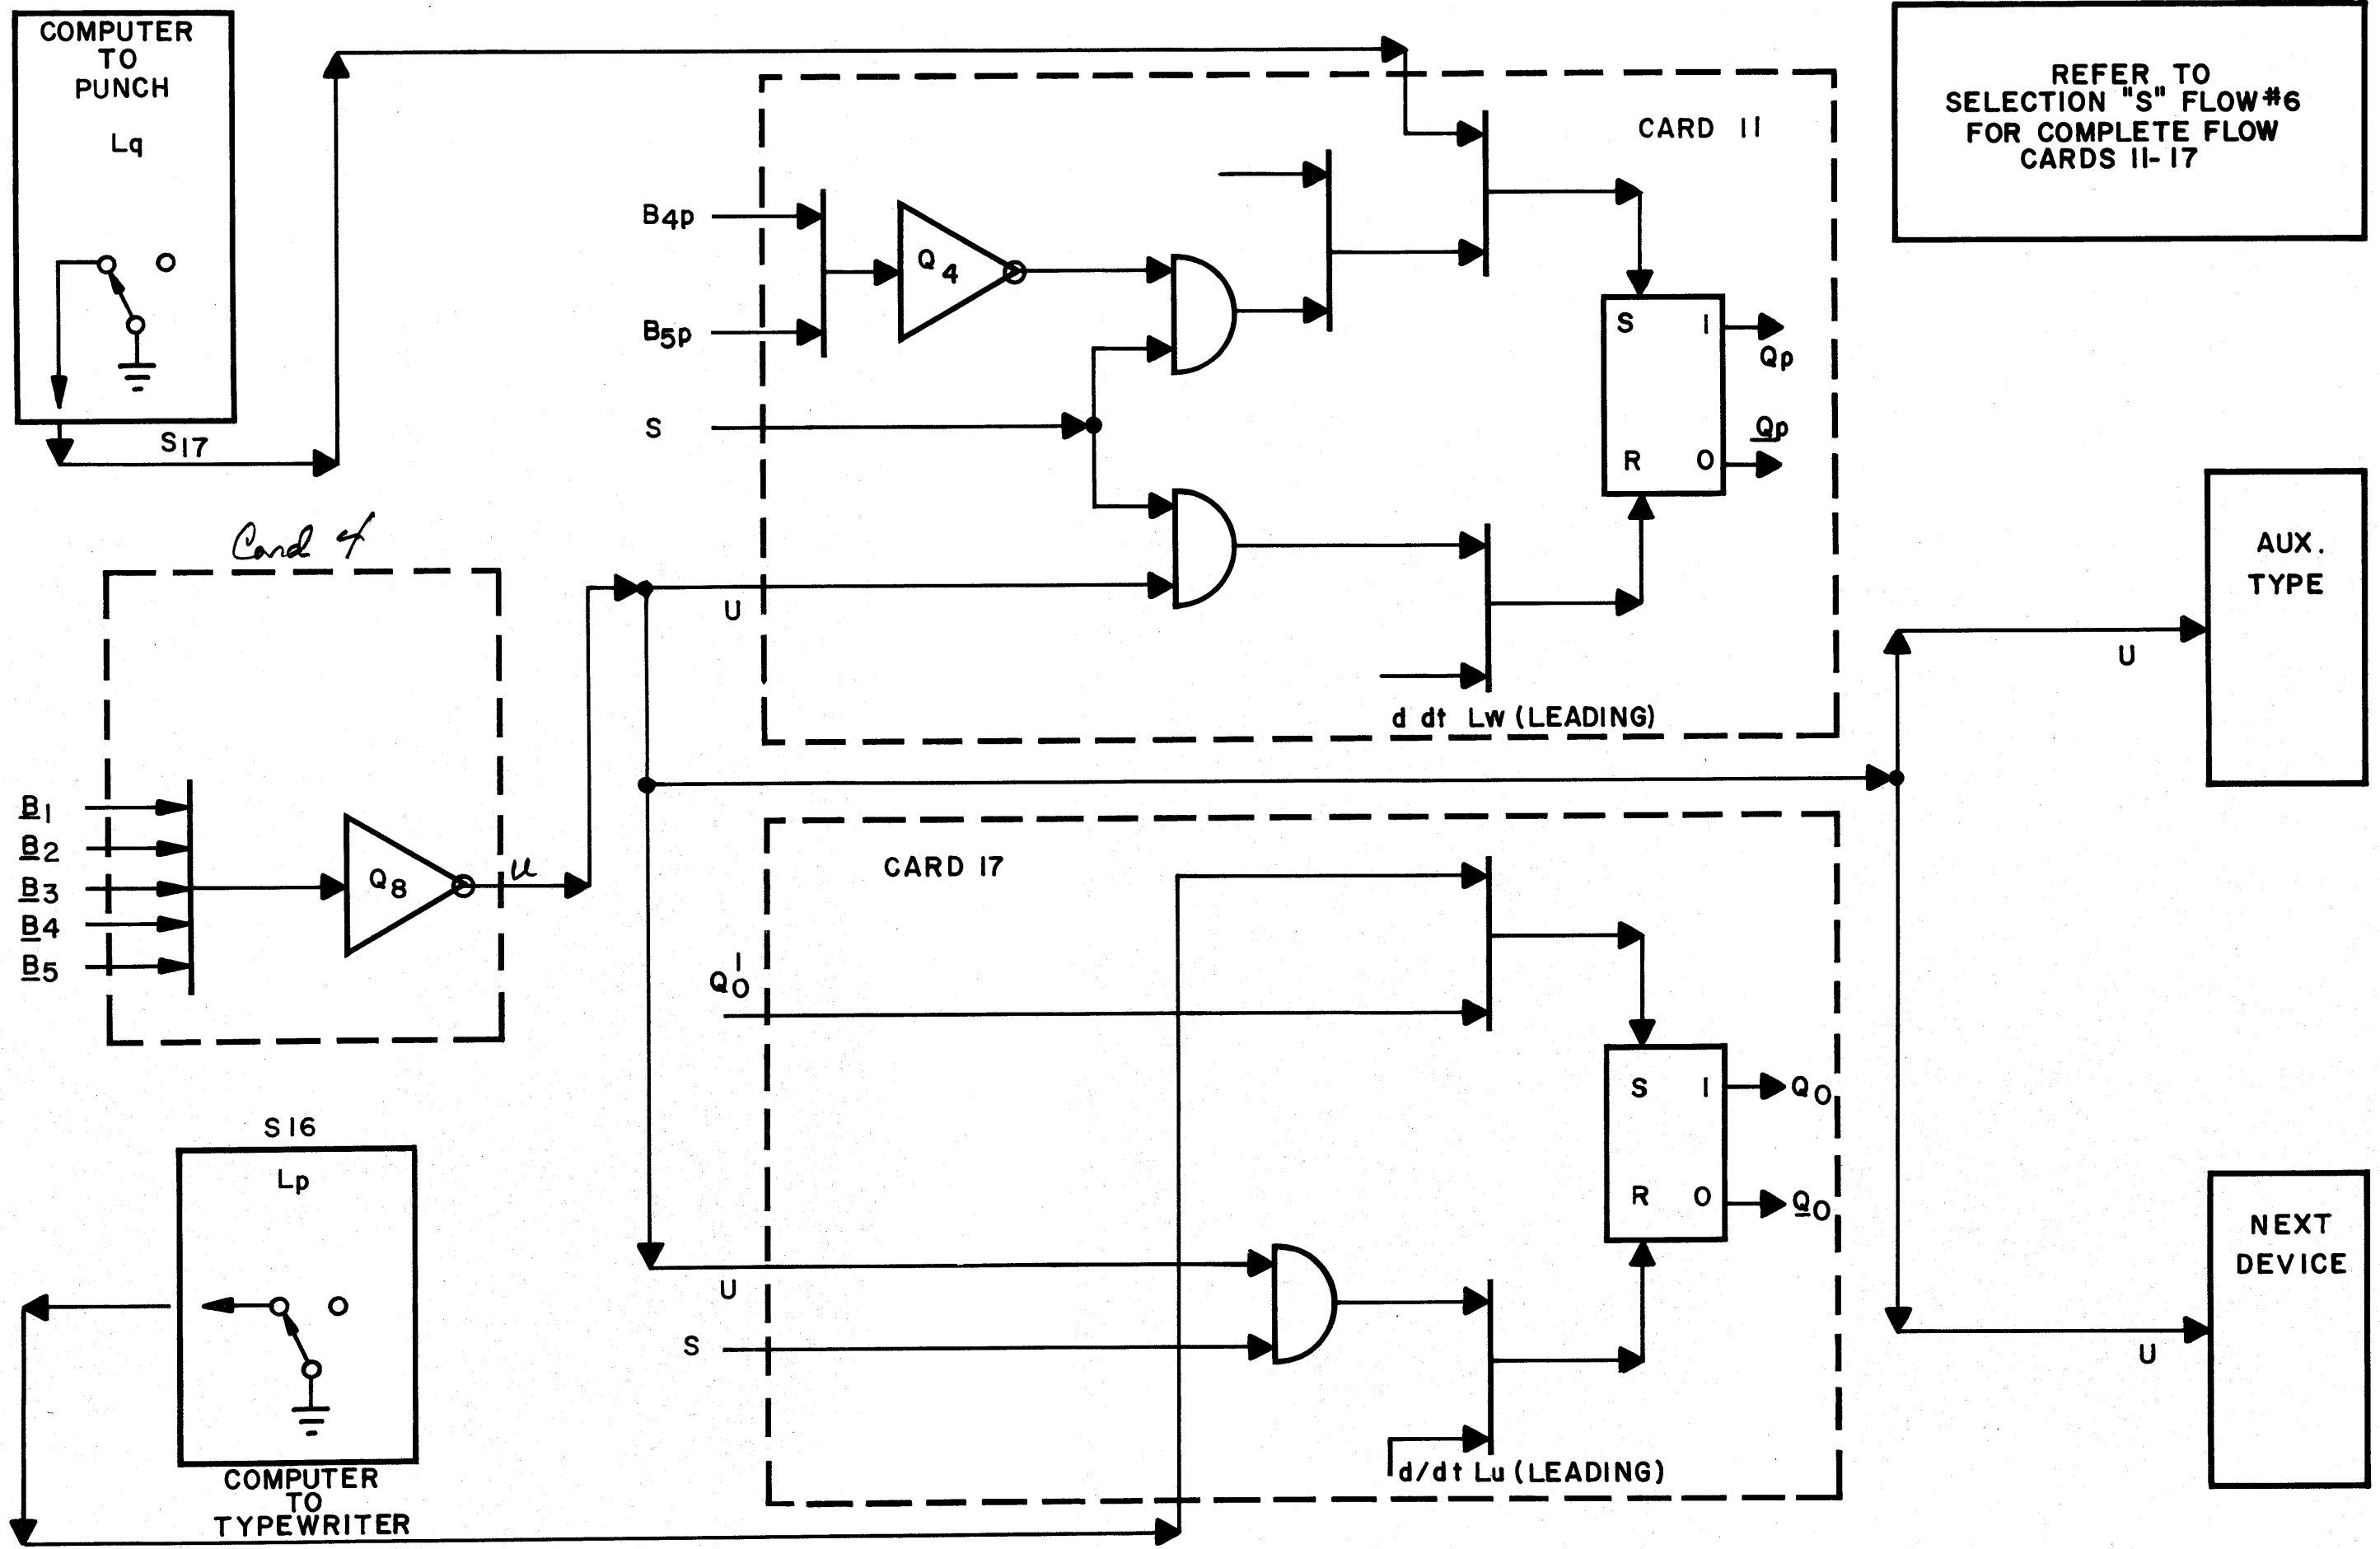 COMPUTER
TO
PUNCH
Lq
S17
REFER TO
SELECTION "S" FLOW #6
FOR COMPLETE FLOW
CARDS 11-17
CARD 11
B4p
Q4
B5p
S
S 1
Qp
Qp
R 0
U
d dt Lw (LEADING)
AUX.
TYPE
U
Card 4
B1
B2
B3
B4
B5
Q8
u
CARD 17
Q0'
S 1
Q0
R 0
Q0
U
S
d/dt Lu (LEADING)
S16
Lp
COMPUTER
TO
TYPEWRITER
NEXT
DEVICE
U